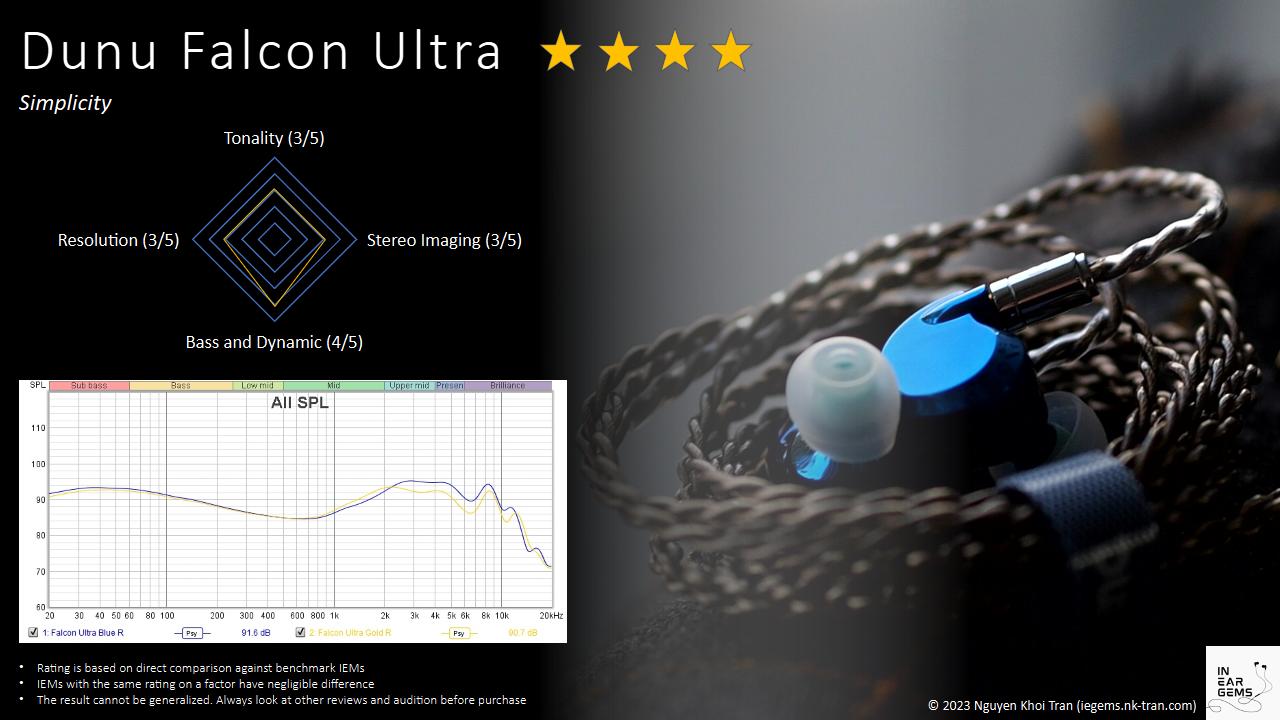 Dunu Falcon Ultra
Simplicity
Tonality (3/5)
Resolution (3/5)
Stereo Imaging (3/5)
Bass and Dynamic (4/5)
SPL Sub bass Bass Low mid Mid Upper mid Presen Brilliance
All SPL
110
100
90
80
70
60
20 30 40 50 60 80 100 200 300 400 600 800 1k 2k 3k 4k 5k 6k 8k 10k 20kHz
1: Falcon Ultra Blue R Psy 91.6 dB 2: Falcon Ultra Gold R Psy 90.7 dB
• Rating is based on direct comparison against benchmark IEMs
• IEMs with the same rating on a factor have negligible difference
• The result cannot be generalized. Always look at other reviews and audition before purchase
© 2023 Nguyen Khoi Tran (iegems.nk-tran.com)
IN
EAR
GEMS